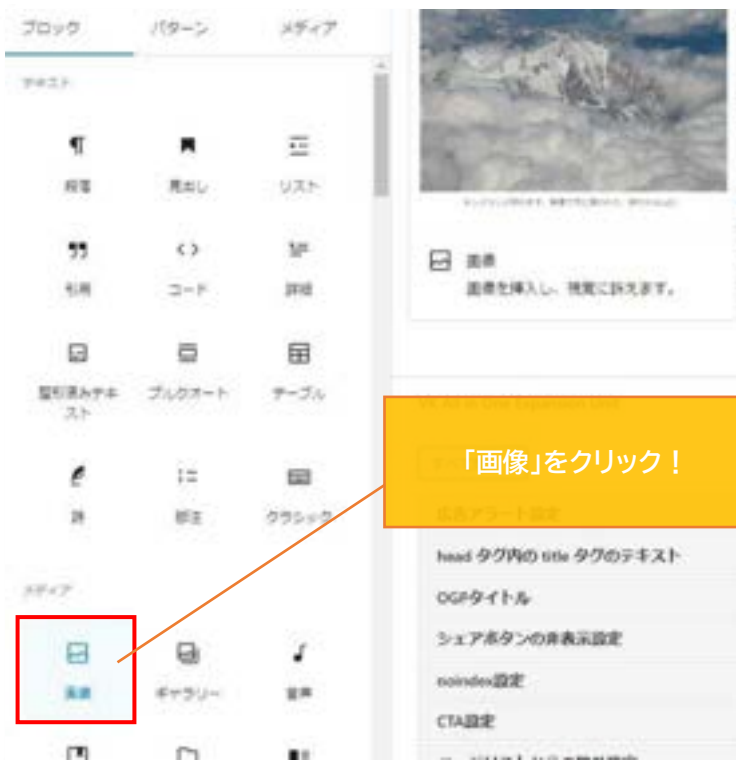 ブロック
パターン
メディア
テキスト
段落
見出し
リスト
引用
コード
詳細
整形済みテキ
スト
プルクオート
テーブル
詩
脚注
クラシック
メディア
画像
ギャラリー
音声
画像
画像を挿入し、視覚に訴えます。
VK All in One Expansion Unit
「画像」をクリック！
広告アラート設定
head タグ内の title タグのテキスト
OGPタイトル
シェアボタンの非表示設定
noindex設定
CTA設定